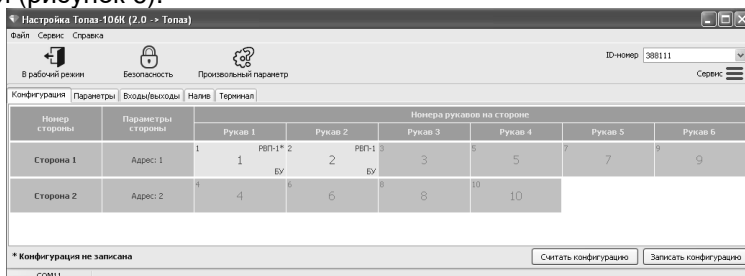 (рисунок
Настройка Топаз-106К (2.0 -> Топаз)
Файл Сервис Справка
В рабочий режим Безопасность Произвольный параметр ID-номер 388111
Сервис
Конфигурация Параметры Входы/выходы Налив Терминал
Номер стороны Параметры стороны Номера рукавов на стороне
Рукав 1 Рукав 2 Рукав 3 Рукав 4 Рукав 5 Рукав 6
Сторона 1 Адрес: 1 1 РВП-1* 1 БУ 2 РВП-1 2 БУ 3 3 5 5 7 7 9 9
Сторона 2 Адрес: 2 4 4 6 6 8 8 10 10
* Конфигурация не записана Считать конфигурацию Записать конфигурацию
COM11